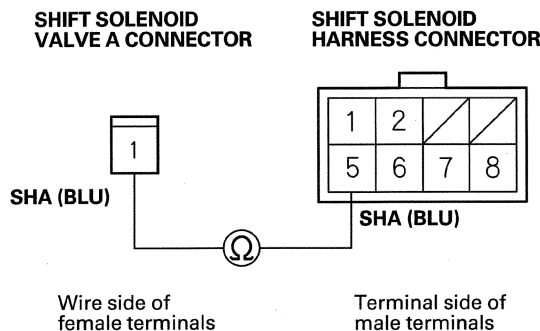 SHIFT SOLENOID
VALVE A CONNECTOR
SHIFT SOLENOID
HARNESS CONNECTOR
1
1 2
5 6 7 8
SHA (BLU)
SHA (BLU)
Ω
Wire side of
female terminals
Terminal side of
male terminals